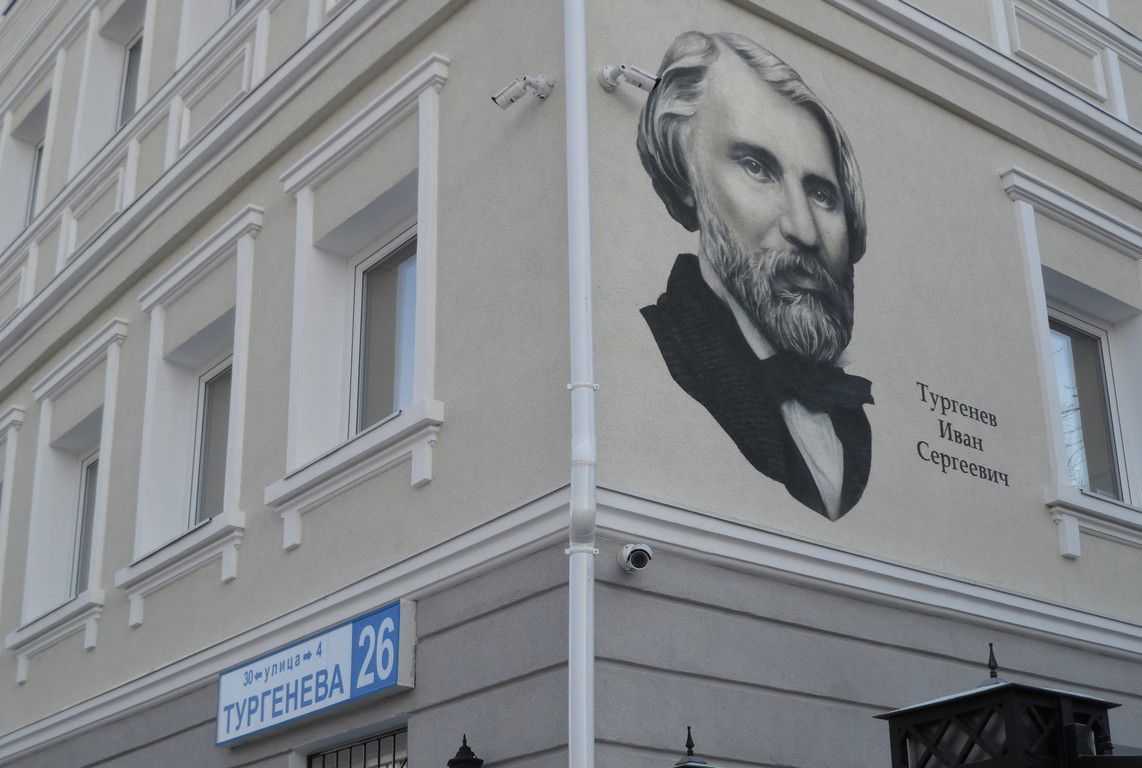 Тургенев
Иван
Сергеевич
30←улица→4
ТУРГЕНЕВА
26